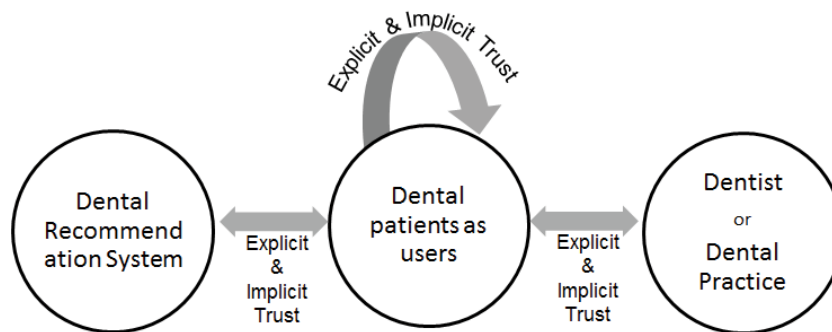 Explicit & Implicit Trust
Dental
Recommend
ation System
Explicit
&
Implicit
Trust
Dental
patients as
users
Explicit
&
Implicit
Trust
Dentist
or
Dental
Practice